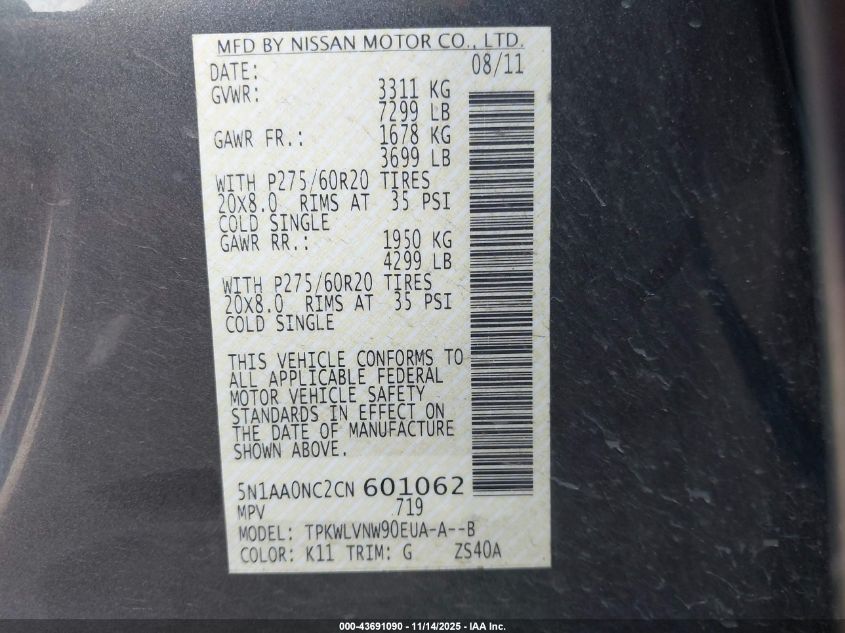 MFD BY NISSAN MOTOR CO., LTD.
DATE: 08/11
GVWR: 3311 KG
7299 LB
GAWR FR.: 1678 KG
3699 LB
WITH P275/60R20 TIRES
20X8.0 RIMS AT 35 PSI
COLD SINGLE
GAWR RR.: 1950 KG
4299 LB
WITH P275/60R20 TIRES
20X8.0 RIMS AT 35 PSI
COLD SINGLE
THIS VEHICLE CONFORMS TO
ALL APPLICABLE FEDERAL
MOTOR VEHICLE SAFETY
STANDARDS IN EFFECT ON
THE DATE OF MANUFACTURE
SHOWN ABOVE.
5N1AA0NC2CN 601062
MPV 719
MODEL: TPKWLVNW90EUA-A--B
COLOR: K11 TRIM: G ZS40A
000-43691090 - 11/14/2025 - IAA Inc.